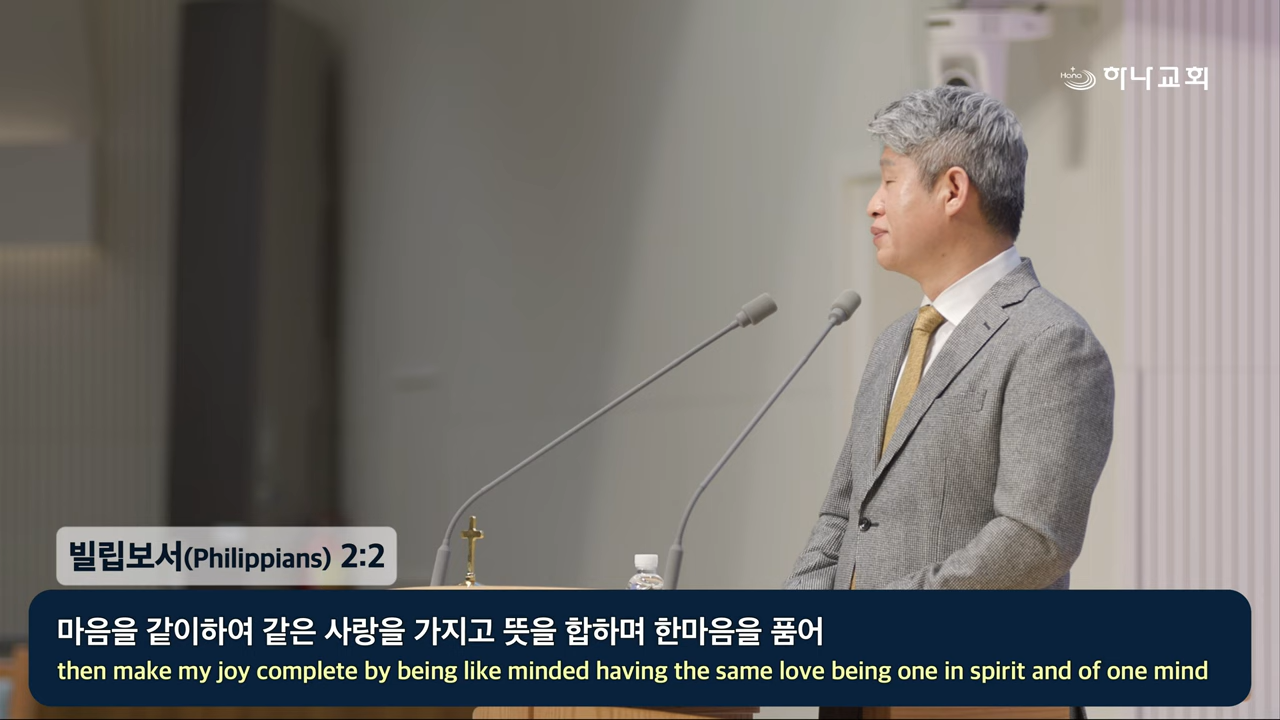 Hana 하나교회
빌립보서(Philippians) 2:2
마음을 같이하여 같은 사랑을 가지고 뜻을 합하며 한마음을 품어
then make my joy complete by being like minded having the same love being one in spirit and of one mind